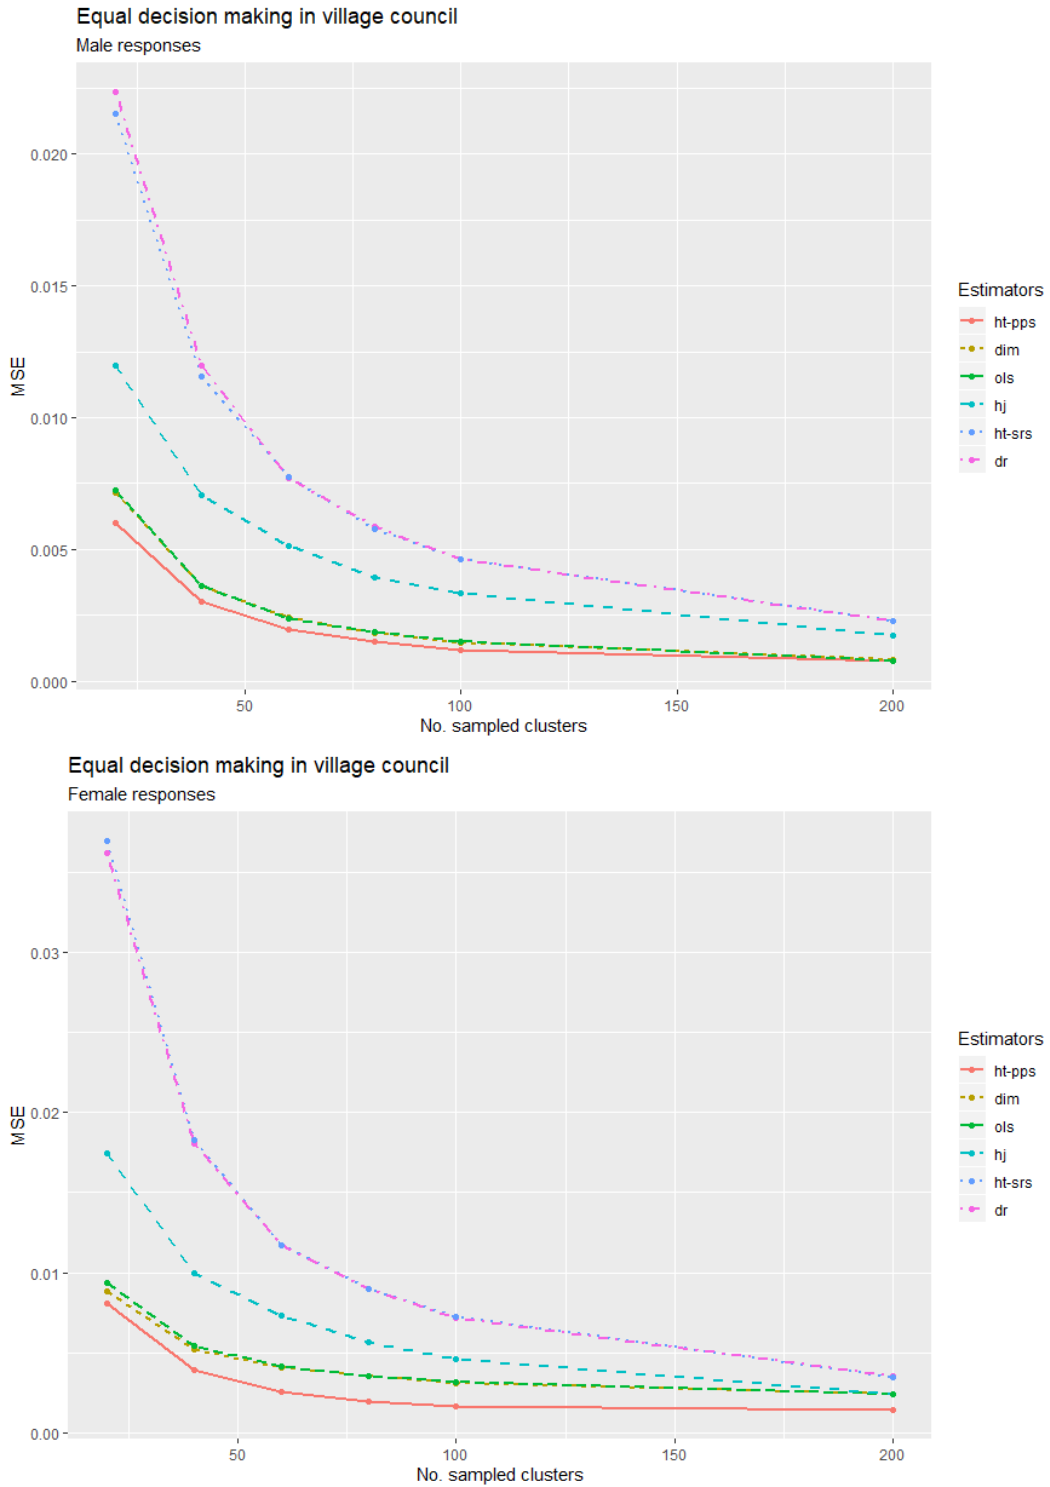 Equal decision making in village council
Male responses
MSE
0.020
0.015
0.010
0.005
0.000
50 100 150 200
No. sampled clusters
Estimators
ht-pps
dim
ols
hj
ht-srs
dr
Equal decision making in village council
Female responses
MSE
0.03
0.02
0.01
0.00
50 100 150 200
No. sampled clusters
Estimators
ht-pps
dim
ols
hj
ht-srs
dr